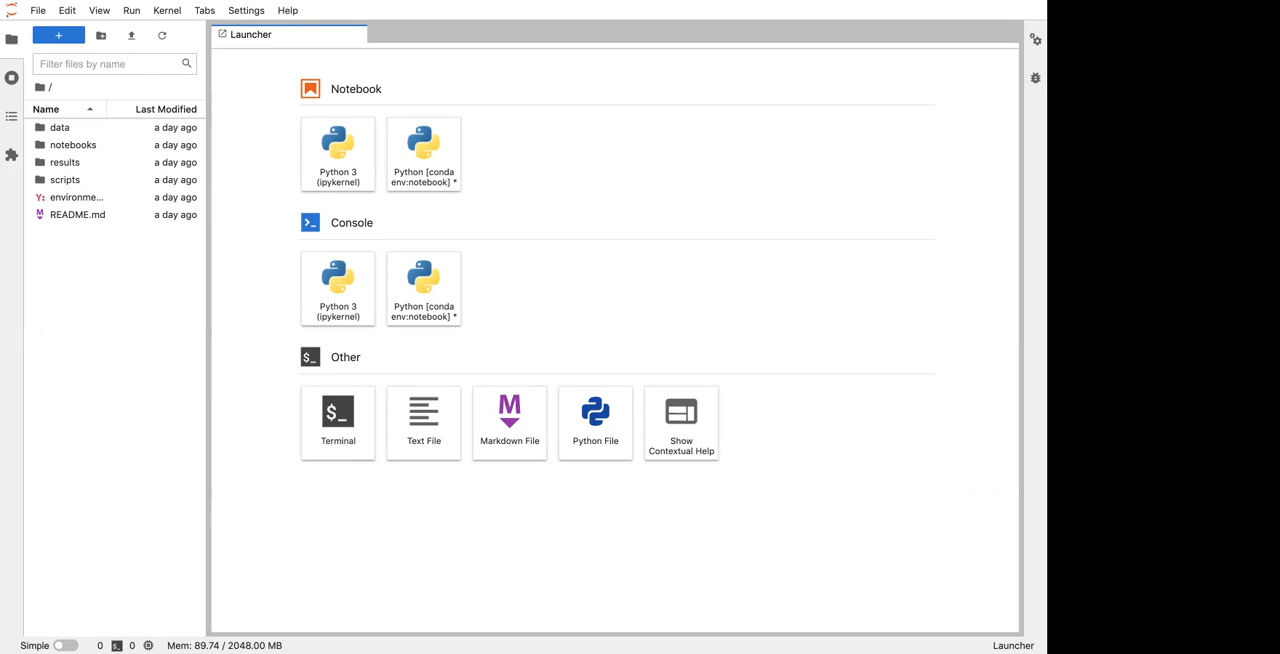 File Edit View Run Kernel Tabs Settings Help
+
Launcher
Filter files by name
/
Name Last Modified
data a day ago
notebooks a day ago
results a day ago
scripts a day ago
Y: environme... a day ago
M README.md a day ago
Notebook
Python 3 (ipykernel)
Python [conda env:notebook] *
Console
Python 3 (ipykernel)
Python [conda env:notebook] *
$_ Other
$_
Terminal
Text File
M
Markdown File
Python File
Show Contextual Help
Simple 0 $_ 0 Mem: 89.74 / 2048.00 MB Launcher